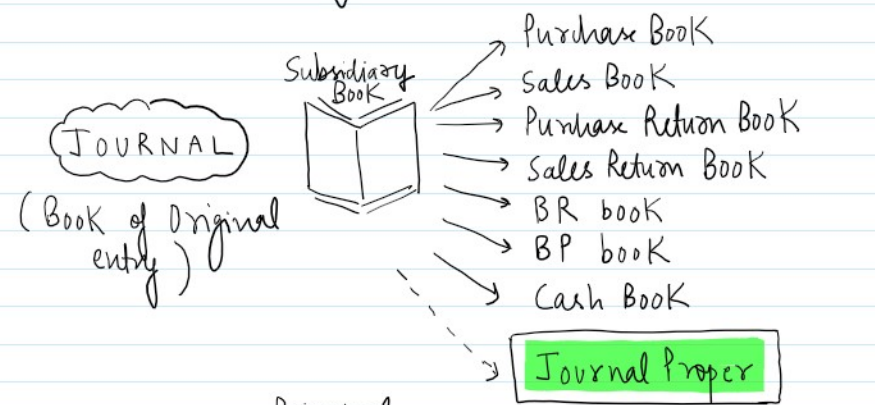 Subsidiary
Book
JOURNAL
(Book of Original
entry)
Purchase Book
Sales Book
Purchase Return Book
Sales Return Book
BR book
BP book
Cash Book
Journal Proper